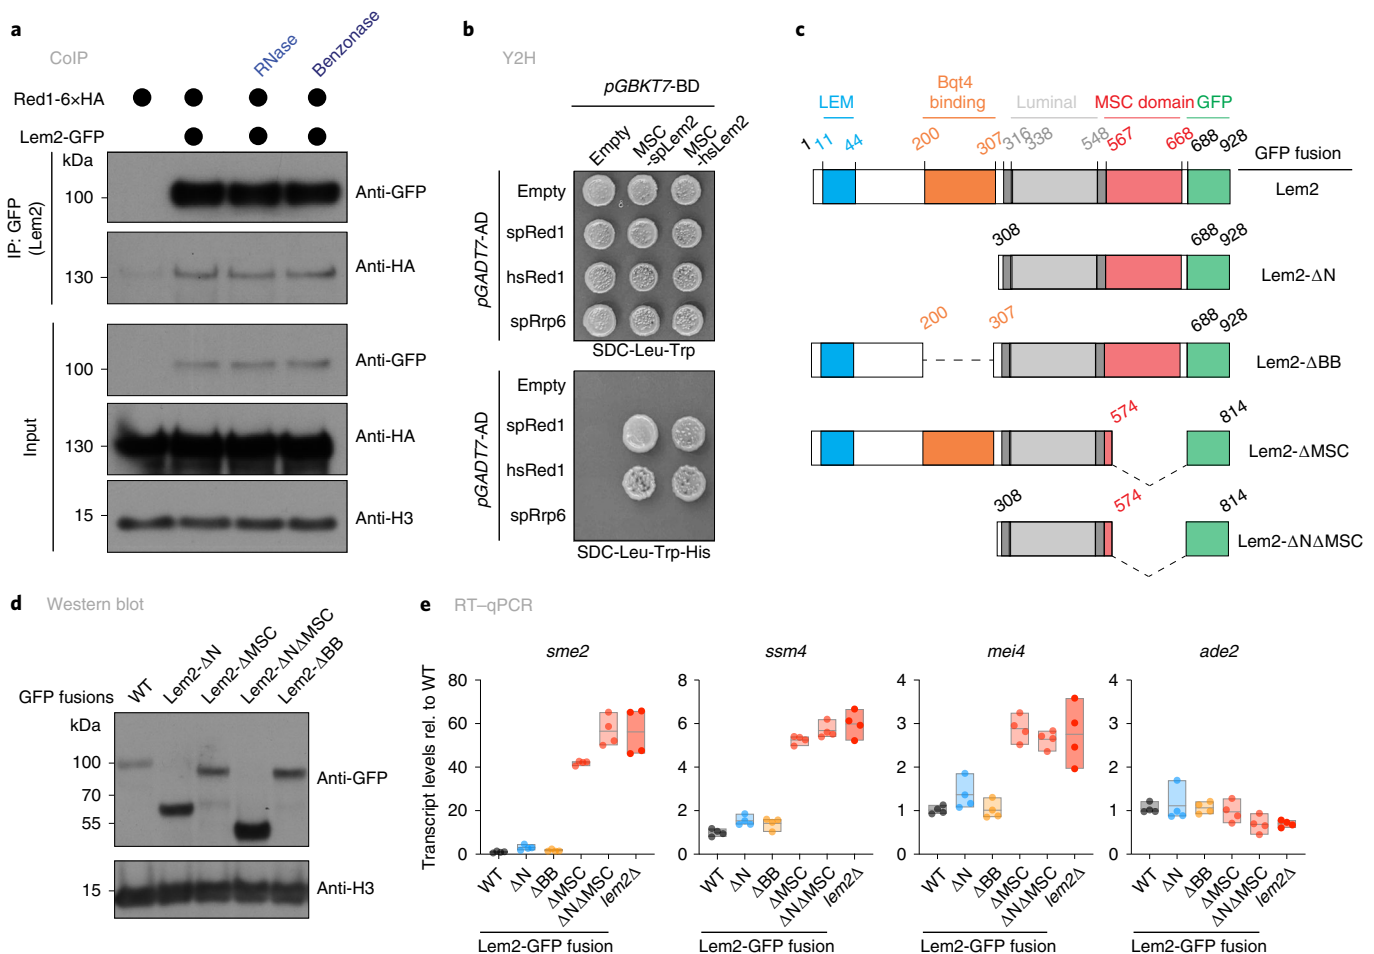 a
CoIP
RNase
Benzonase
Red1-6×HA
Lem2-GFP
kDa
IP: GFP
(Lem2)
100
Anti-GFP
130
Anti-HA
Input
100
Anti-GFP
130
Anti-HA
15
Anti-H3
b
Y2H
pGBKT7-BD
Empty
MSC
-spLem2
MSC
-hsLem2
pGADT7-AD
Empty
spRed1
hsRed1
spRrp6
SDC-Leu-Trp
pGADT7-AD
Empty
spRed1
hsRed1
spRrp6
SDC-Leu-Trp-His
c
LEM
Bqt4
binding
Luminal
MSC domain
GFP
1 11 44 200 307 316 338 548 567 668 688 928
GFP fusion
Lem2
308 688 928
Lem2-ΔN
200 307 688 928
Lem2-ΔBB
574 814
Lem2-ΔMSC
308 574 814
Lem2-ΔNΔMSC
d
Western blot
GFP fusions
WT
Lem2-ΔN
Lem2-ΔMSC
Lem2-ΔNΔMSC
Lem2-ΔBB
kDa
100
70
55
Anti-GFP
15
Anti-H3
e
RT–qPCR
Transcript levels rel. to WT
sme2
80
60
40
20
0
WT
ΔN
ΔBB
ΔMSC
ΔNΔMSC
lem2Δ
Lem2-GFP fusion
ssm4
8
6
4
2
0
WT
ΔN
ΔBB
ΔMSC
ΔNΔMSC
lem2Δ
Lem2-GFP fusion
mei4
4
3
2
1
0
WT
ΔN
ΔBB
ΔMSC
ΔNΔMSC
lem2Δ
Lem2-GFP fusion
ade2
4
3
2
1
0
WT
ΔN
ΔBB
ΔMSC
ΔNΔMSC
lem2Δ
Lem2-GFP fusion